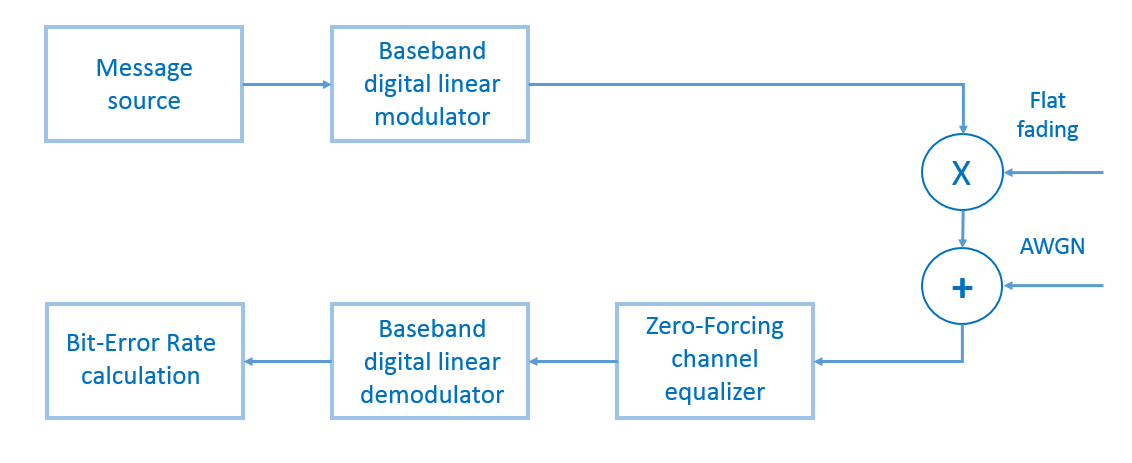 Message
source
Baseband
digital linear
modulator
Flat
fading
X
AWGN
+
Zero-Forcing
channel
equalizer
Baseband
digital linear
demodulator
Bit-Error Rate
calculation